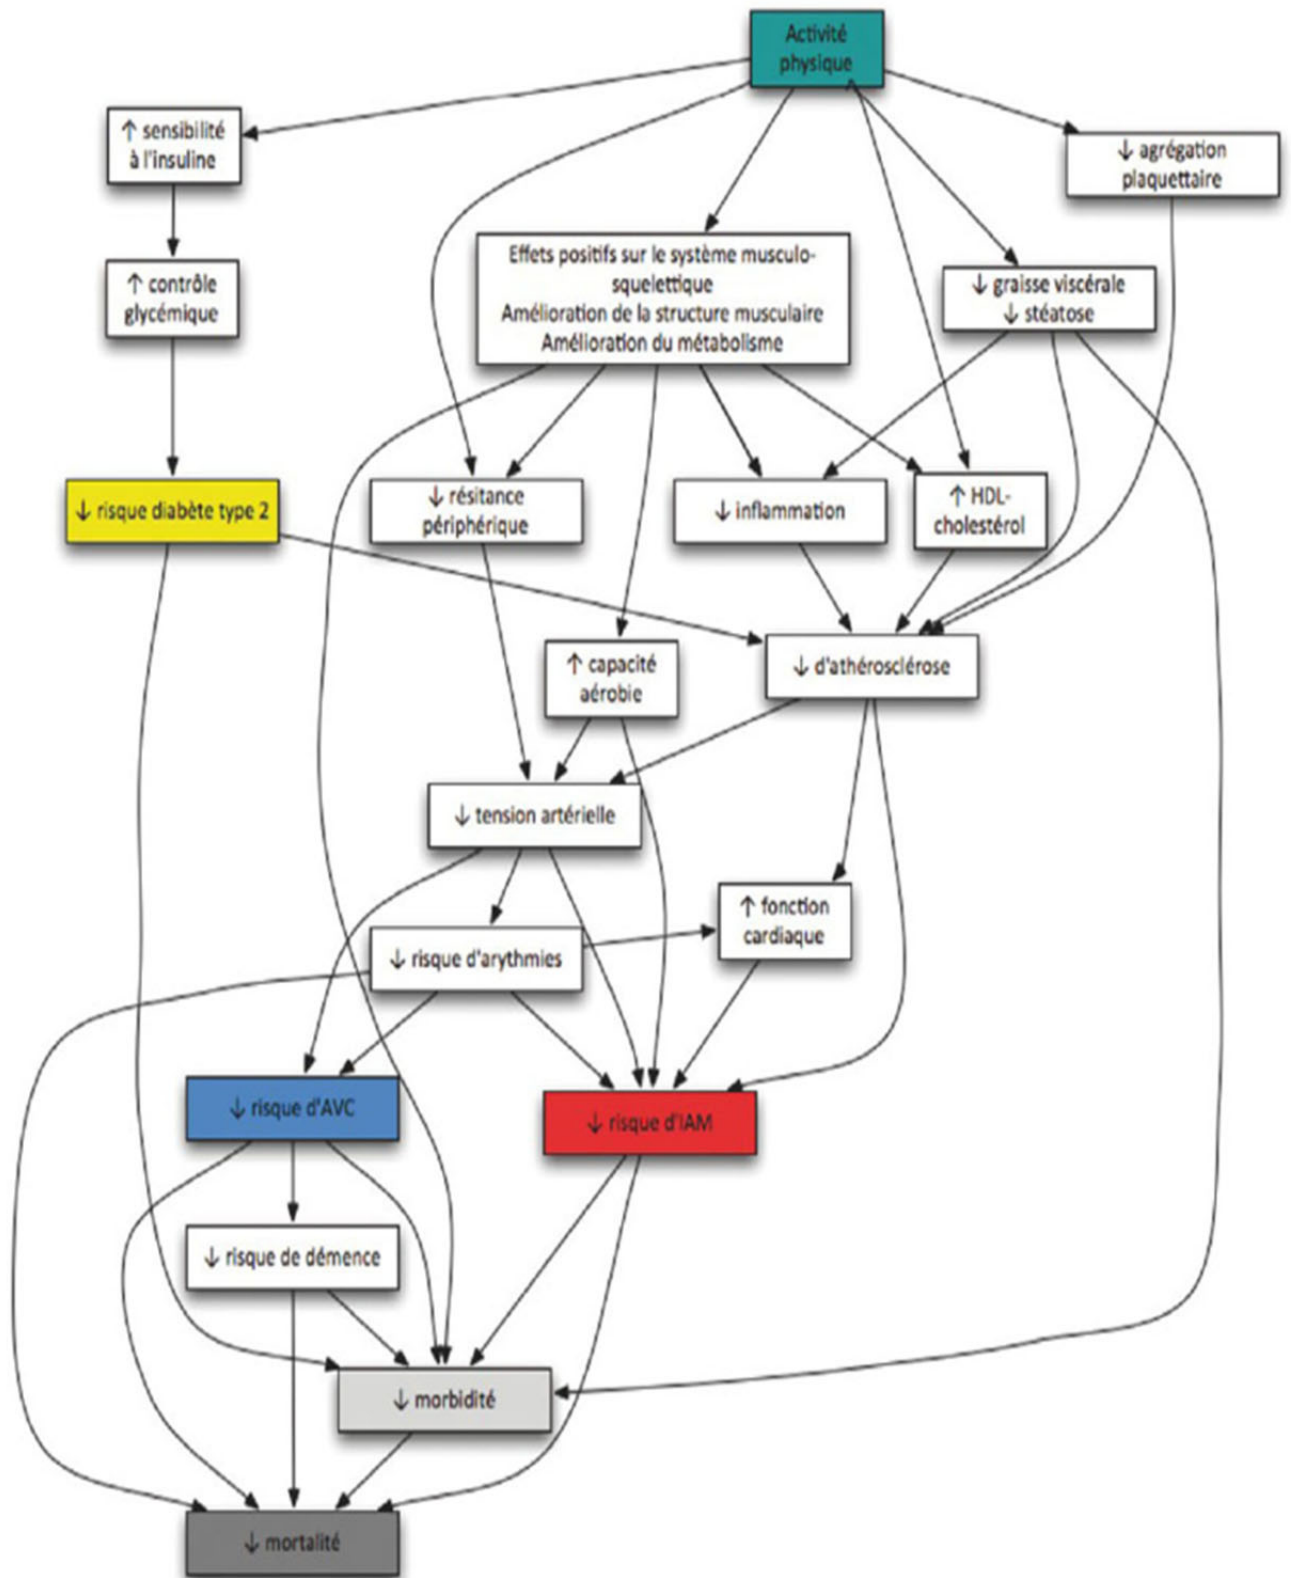 Activité
physique
↑ sensibilité
à l'insuline
↓ agrégation
plaquettaire
Effets positifs sur le système musculo-
squelettique
Amélioration de la structure musculaire
Amélioration du métabolisme
↑ contrôle
glycémique
↓ graisse viscérale
↓ stéatose
↓ risque diabète type 2
↓ résitance
périphérique
↓ inflammation
↑ HDL-
cholestérol
↑ capacité
aérobie
↓ d'athérosclérose
↓ tension artérielle
↑ fonction
cardiaque
↓ risque d'arythmies
↓ risque d'AVC
↓ risque d'IAM
↓ risque de démence
↓ morbidité
↓ mortalité